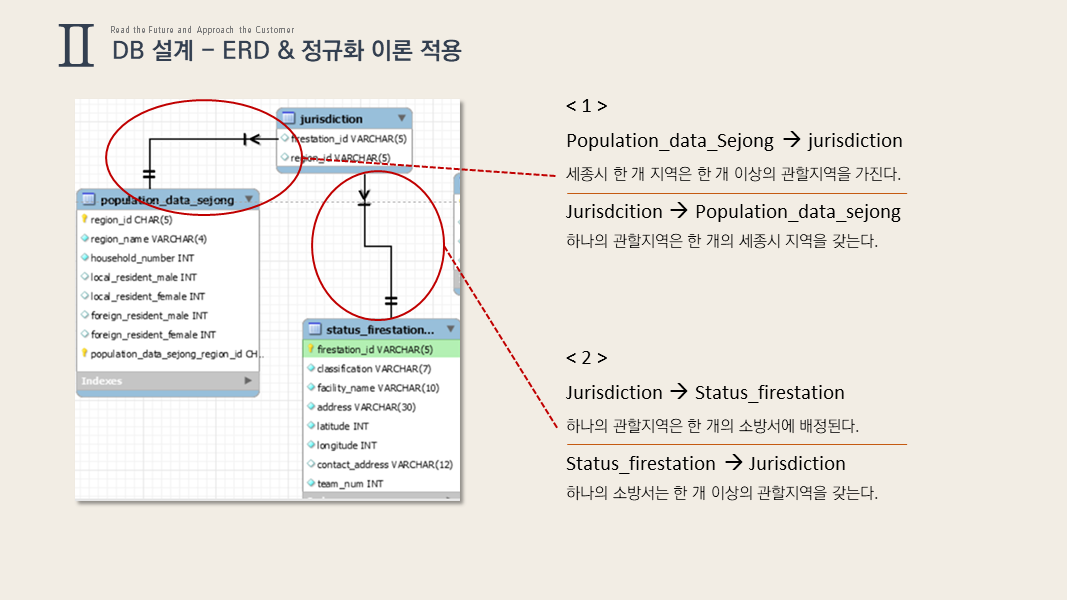 II
Read the Future and Approach the Customer
DB 설계 – ERD & 정규화 이론 적용
jurisdiction
firestation_id VARCHAR(5)
region_id VARCHAR(5)
population_data_sejong
region_id CHAR(5)
region_name VARCHAR(4)
household_number INT
local_resident_male INT
local_resident_female INT
foreign_resident_male INT
foreign_resident_female INT
population_data_sejong_region_id CH...
Indexes
status_firestation...
firestation_id VARCHAR(5)
classification VARCHAR(7)
facility_name VARCHAR(10)
address VARCHAR(30)
latitude INT
longitude INT
contact_address VARCHAR(12)
team_num INT
< 1 >
Population_data_Sejong → jurisdiction
세종시 한 개 지역은 한 개 이상의 관할지역을 가진다.
Jurisdcition → Population_data_sejong
하나의 관할지역은 한 개의 세종시 지역을 갖는다.
< 2 >
Jurisdiction → Status_firestation
하나의 관할지역은 한 개의 소방서에 배정된다.
Status_firestation → Jurisdiction
하나의 소방서는 한 개 이상의 관할지역을 갖는다.